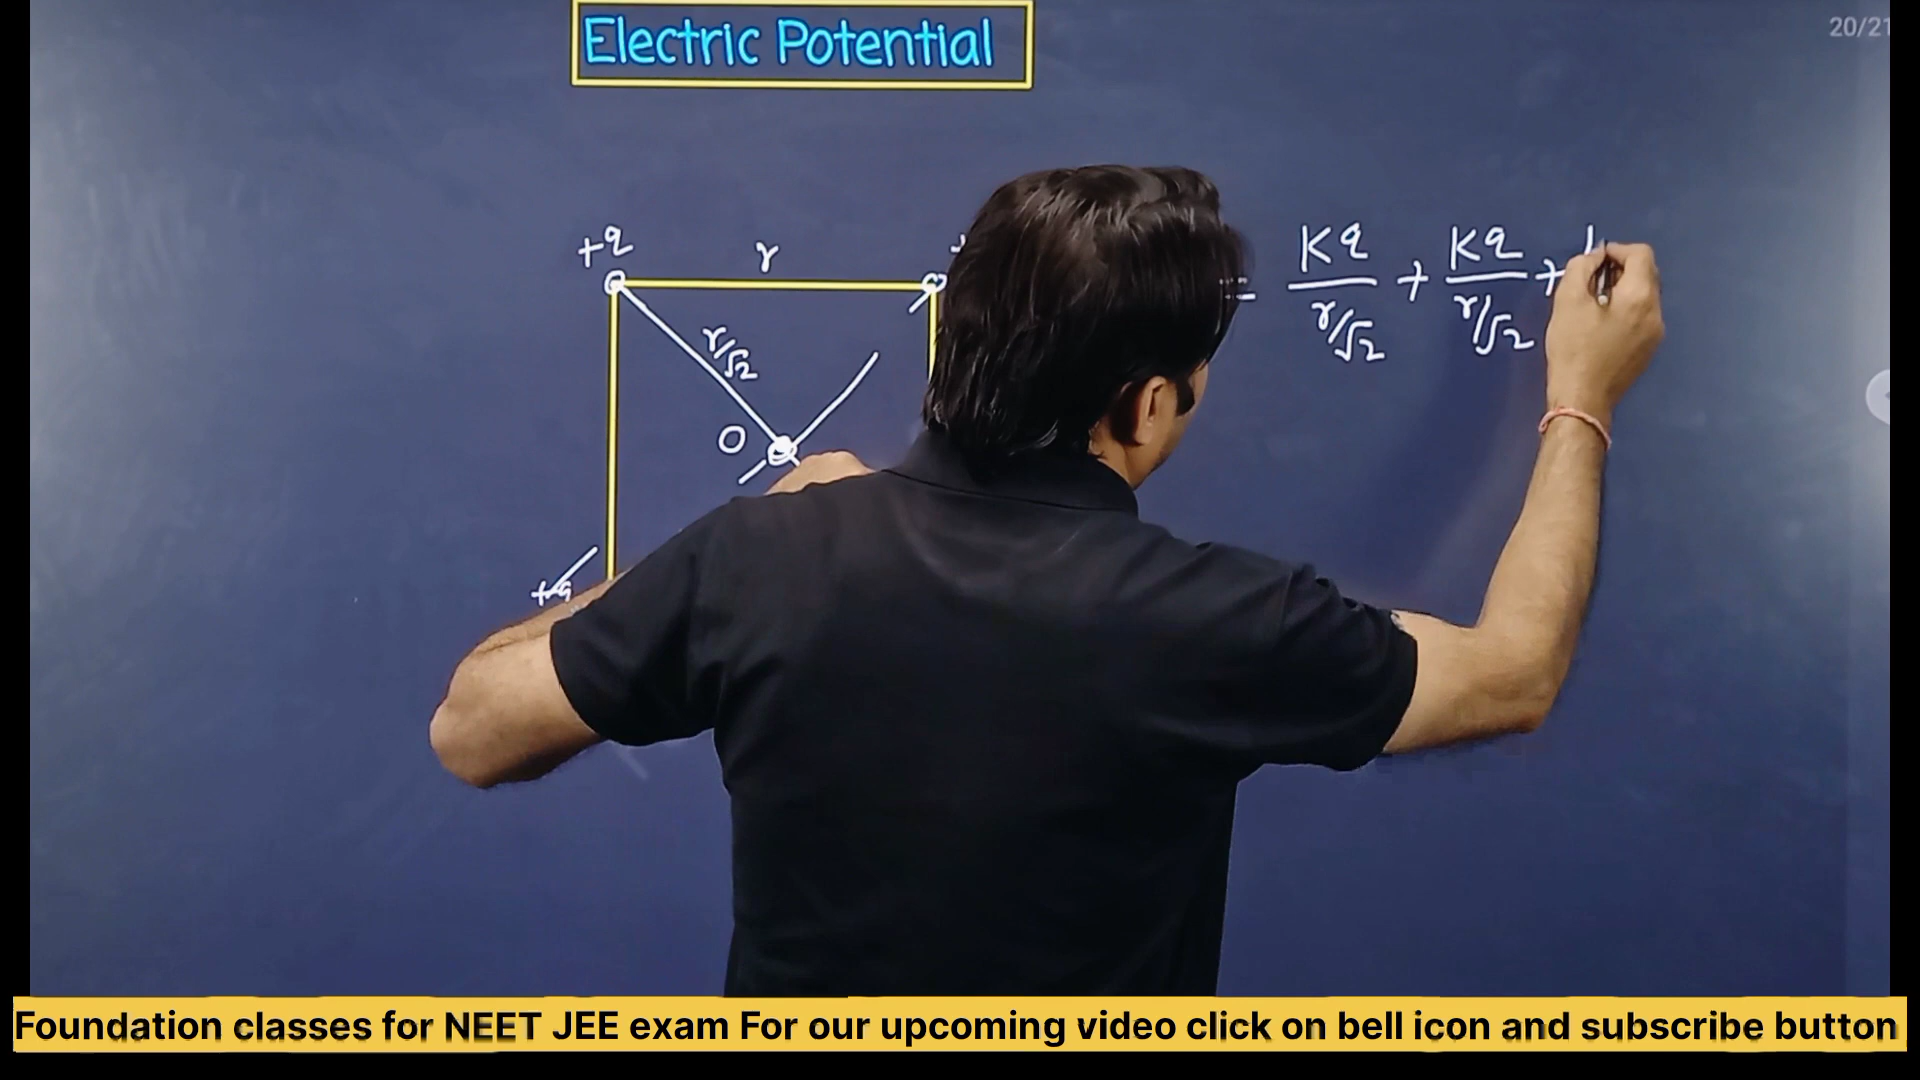 Electric Potential
20/21
+q r +
= Kq/r/√2 + Kq/r/√2 +
r/√2
O
+q
Foundation classes for NEET JEE exam For our upcoming video click on bell icon and subscribe button